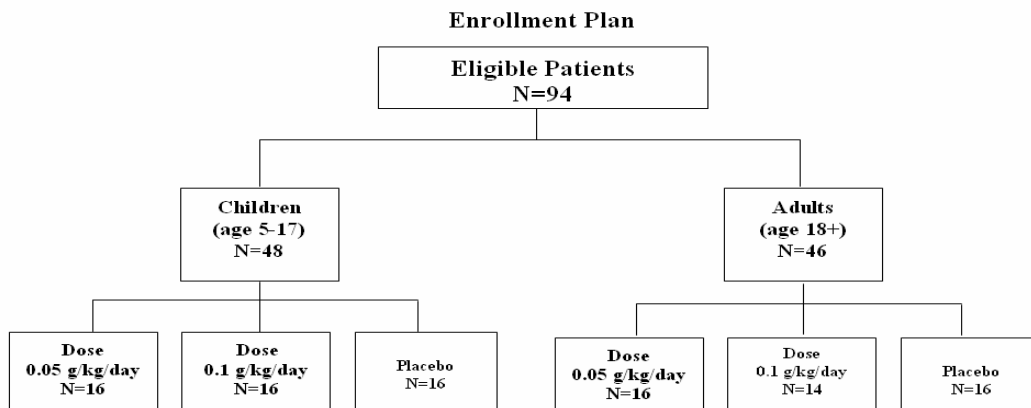 Enrollment Plan
Eligible Patients
N=94
Children
(age 5-17)
N=48
Adults
(age 18+)
N=46
Dose
0.05 g/kg/day
N=16
Dose
0.1 g/kg/day
N=16
Placebo
N=16
Dose
0.05 g/kg/day
N=16
Dose
0.1 g/kg/day
N=14
Placebo
N=16